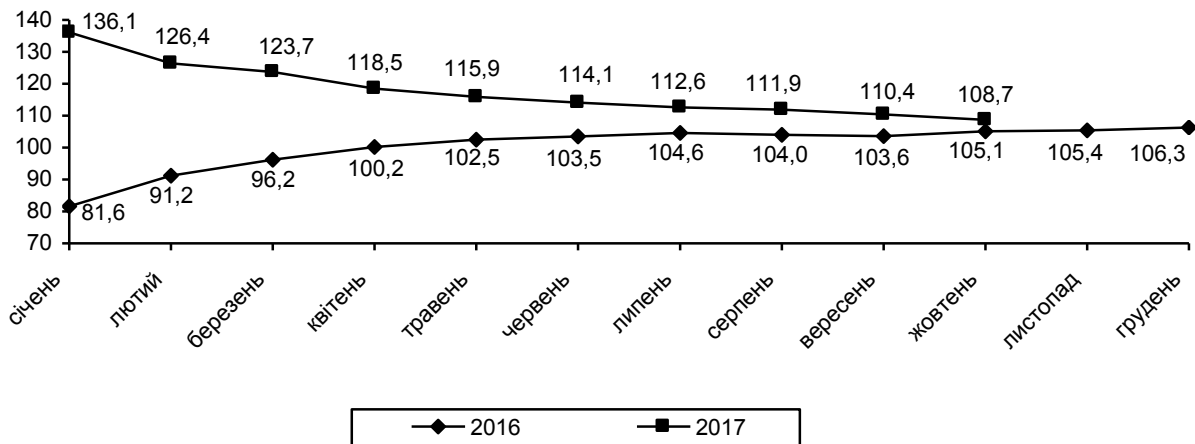 140
130
120
110
100
90
80
70
136,1
126,4
123,7
118,5
115,9
114,1
112,6
111,9
110,4
108,7
81,6
91,2
96,2
100,2
102,5
103,5
104,6
104,0
103,6
105,1
105,4
106,3
січень
лютий
березень
квітень
травень
червень
липень
серпень
вересень
жовтень
листопад
грудень
2016
2017